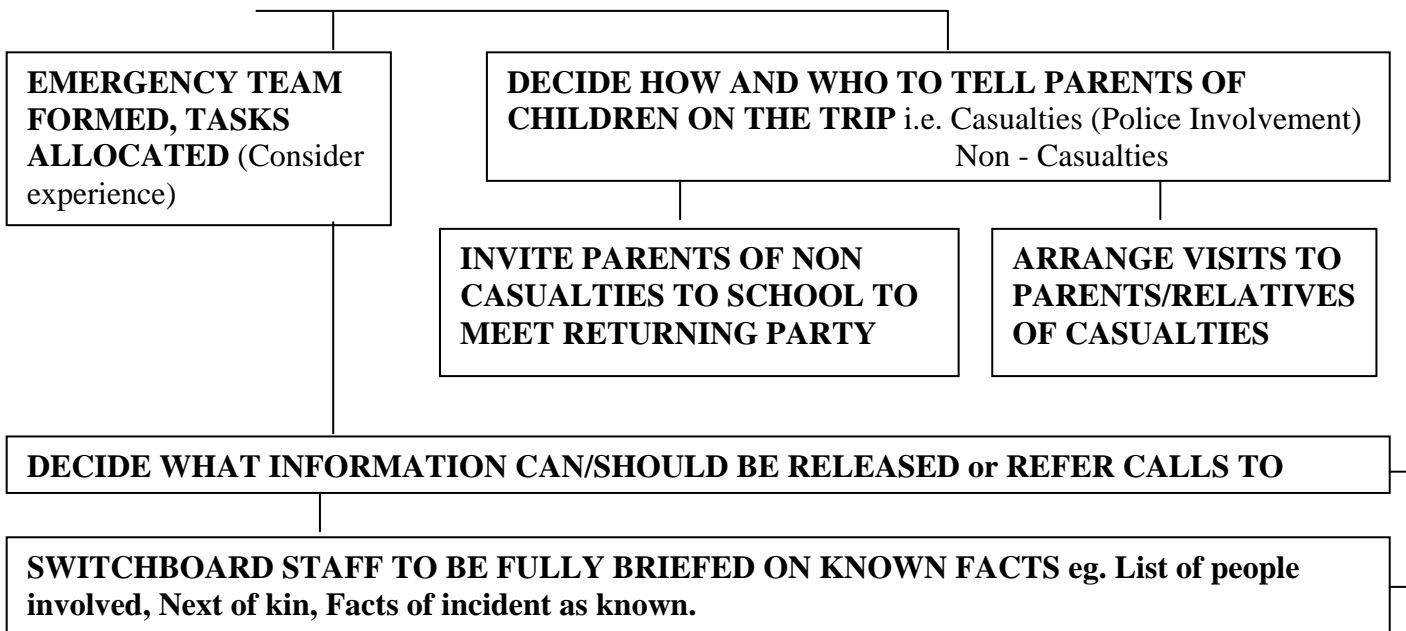 EMERGENCY TEAM
FORMED, TASKS
ALLOCATED (Consider
experience)
DECIDE HOW AND WHO TO TELL PARENTS OF
CHILDREN ON THE TRIP i.e. Casualties (Police Involvement)
Non - Casualties
INVITE PARENTS OF NON
CASUALTIES TO SCHOOL TO
MEET RETURNING PARTY
ARRANGE VISITS TO
PARENTS/RELATIVES
OF CASUALTIES
DECIDE WHAT INFORMATION CAN/SHOULD BE RELEASED or REFER CALLS TO
SWITCHBOARD STAFF TO BE FULLY BRIEFED ON KNOWN FACTS eg. List of people
involved, Next of kin, Facts of incident as known.